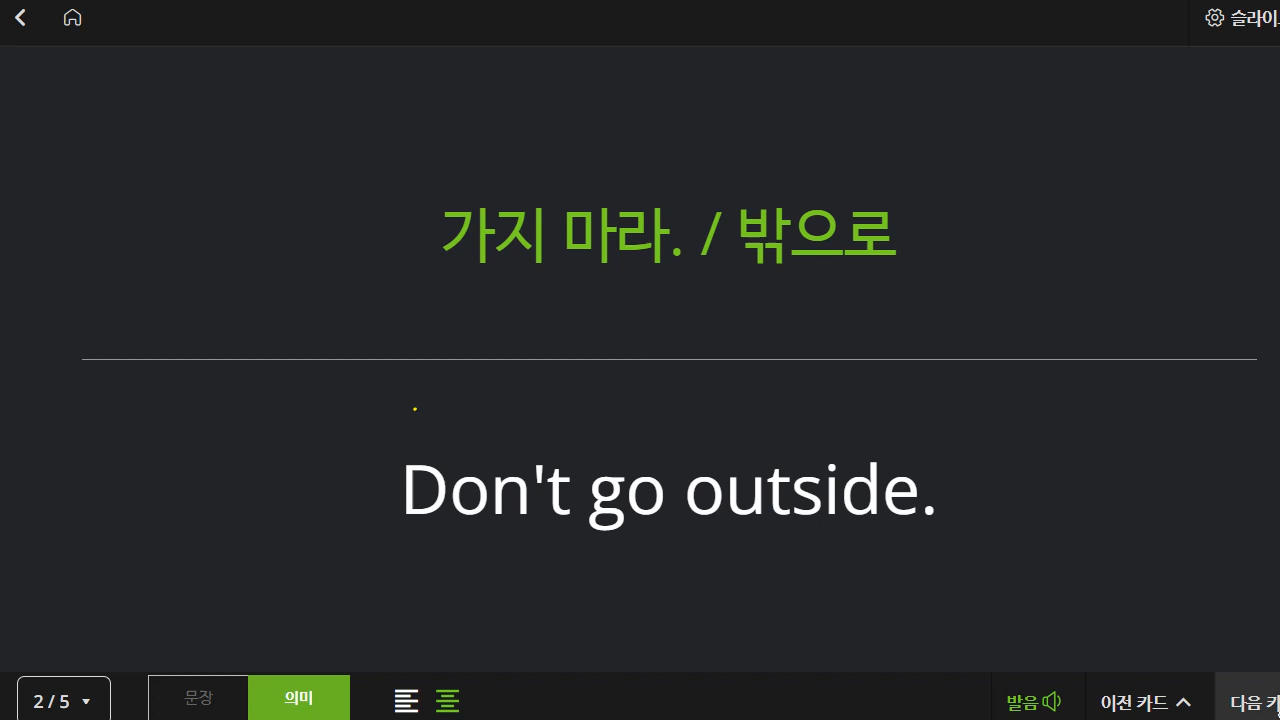 슬라이
가지 마라. / 밖으로
Don't go outside.
2 / 5
문장
의미
발음
이전 카드
다음